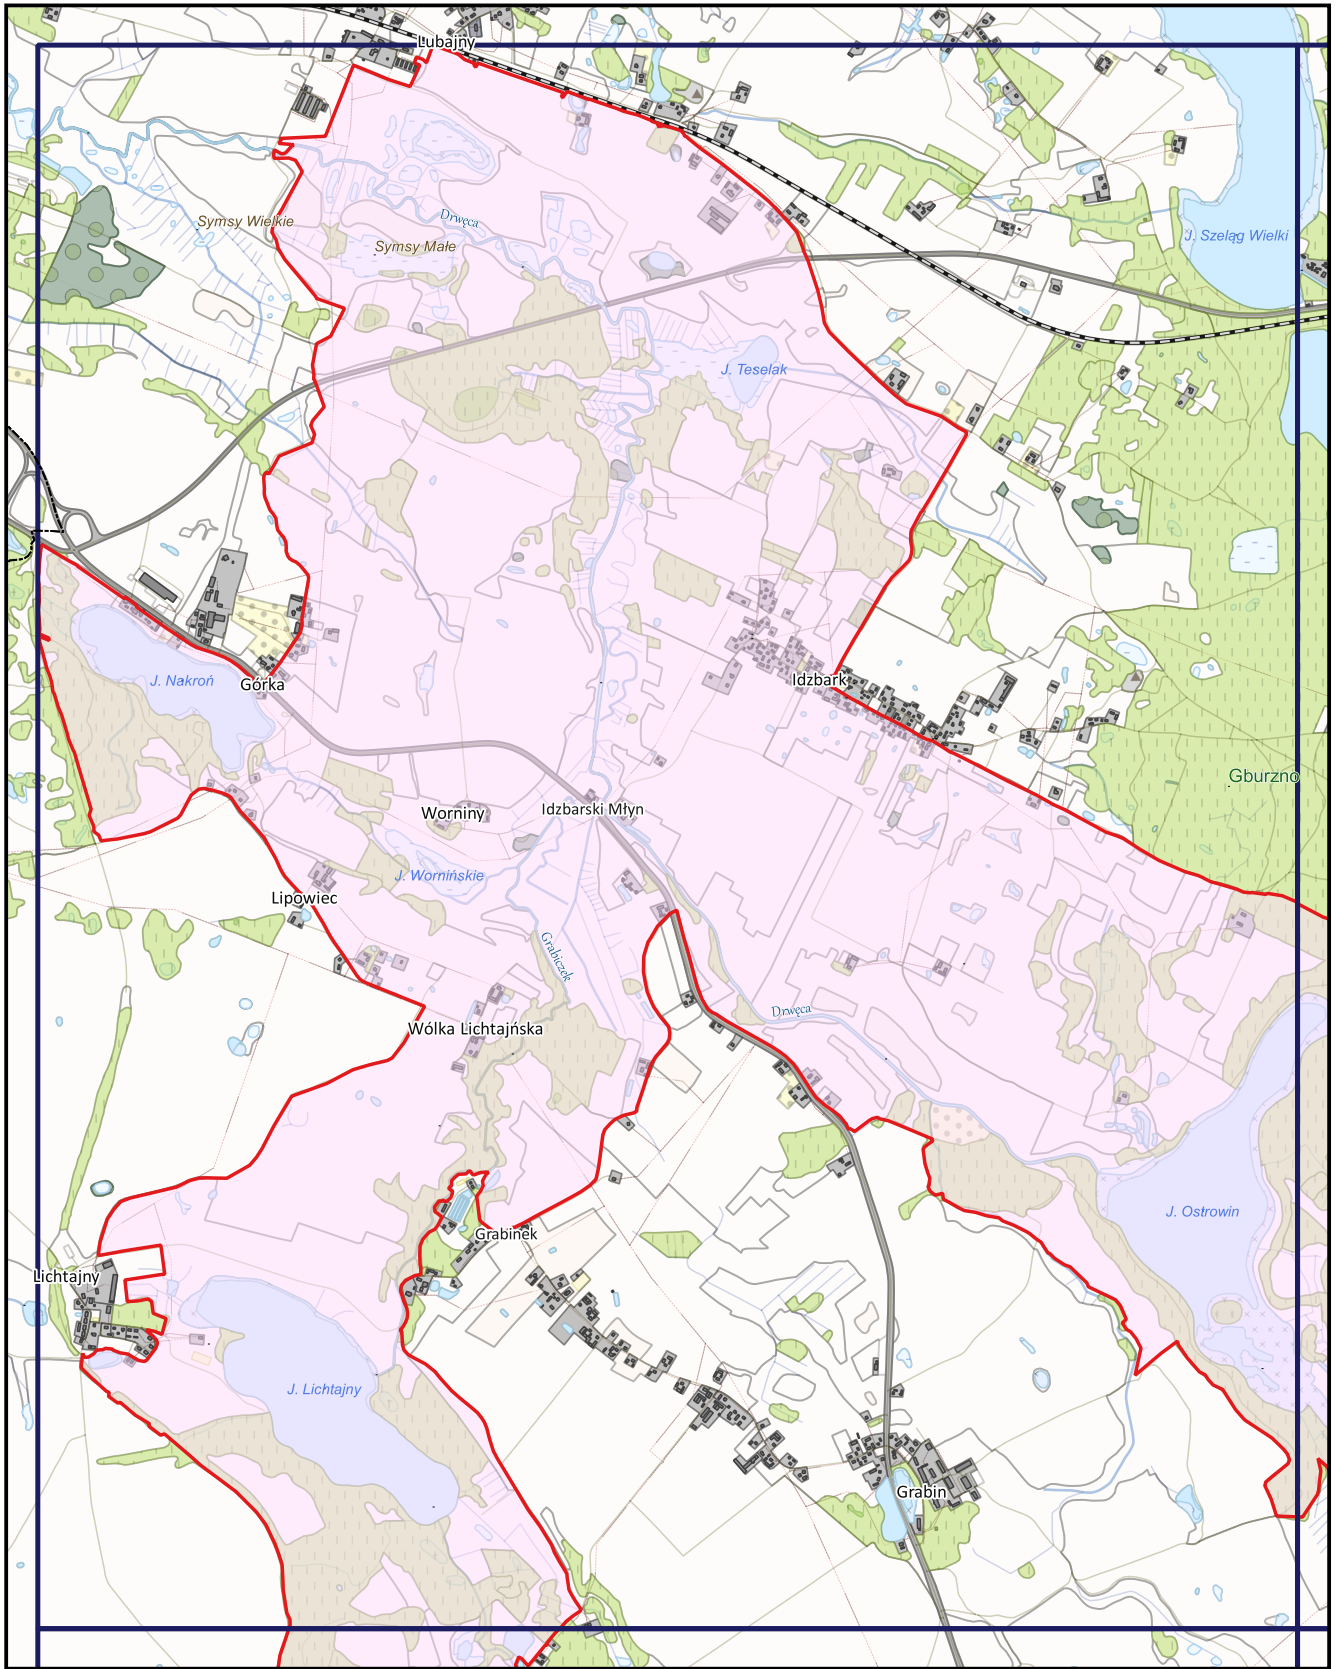 Lubajny
Symsy Wielkie
Drwęca
Symsy Małe
J. Szeląg Wielki
J. Teselak
J. Nakroń
Górka
Idzbark
Gburzno
Worniny
Idzbarski Młyn
J. Wornińskie
Lipowiec
Grabiczek
Drwęca
Wólka Lichtajńska
J. Ostrowin
Grabinek
Lichtajny
J. Lichtajny
Grabin